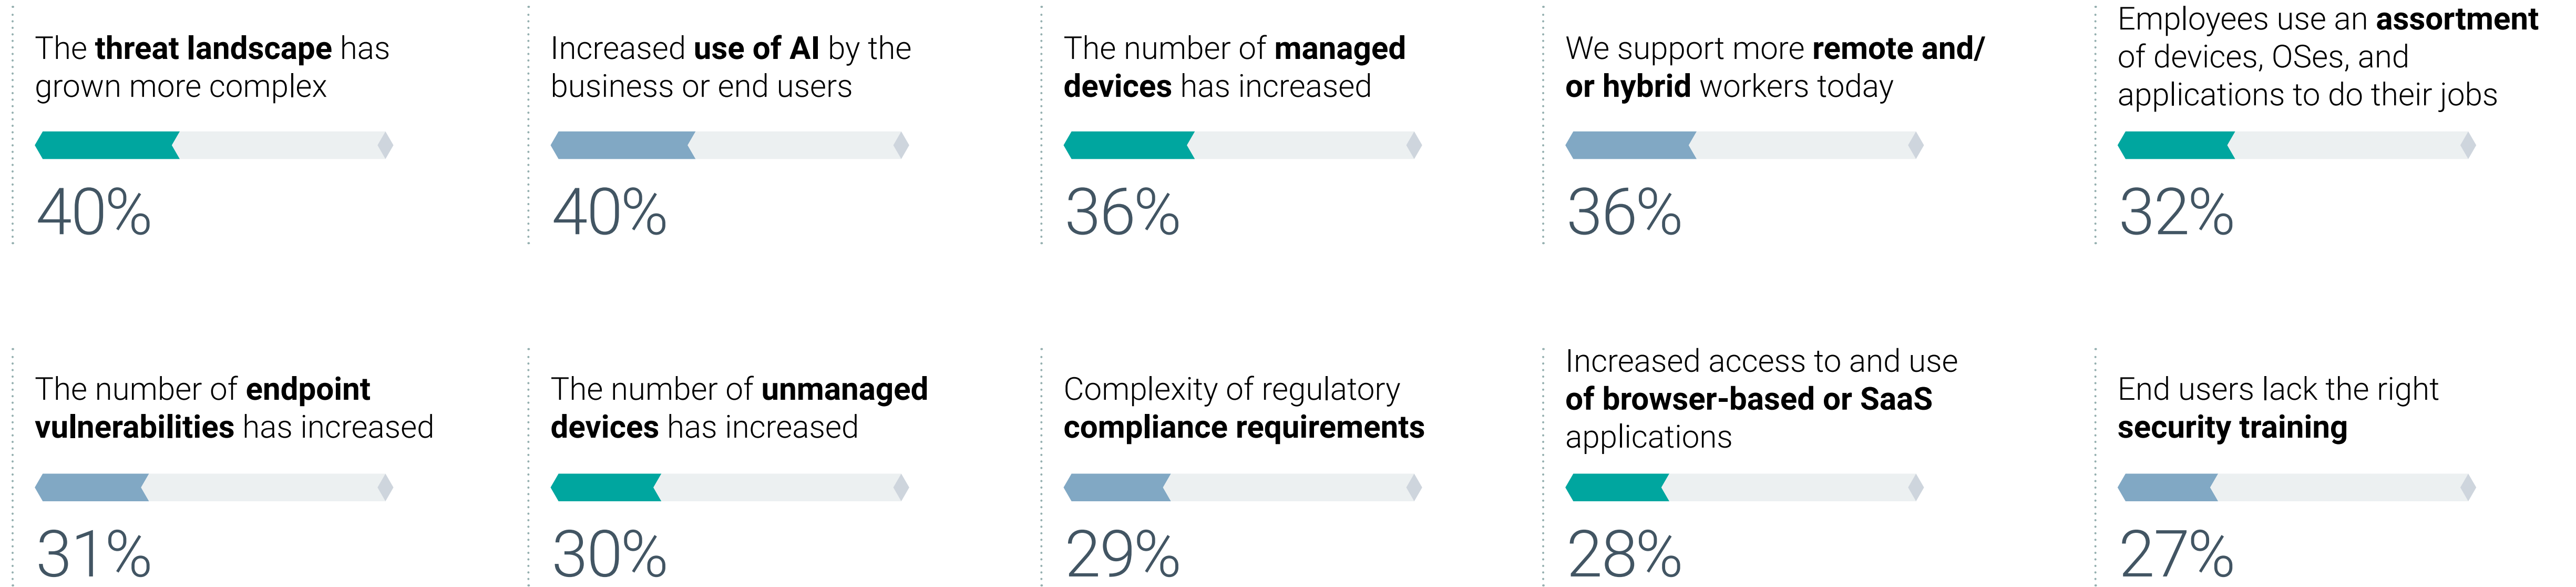 The threat landscape has
grown more complex
40%
Increased use of AI by the
business or end users
40%
The number of managed
devices has increased
36%
We support more remote and/
or hybrid workers today
36%
Employees use an assortment
of devices, OSes, and
applications to do their jobs
32%
The number of endpoint
vulnerabilities has increased
31%
The number of unmanaged
devices has increased
30%
Complexity of regulatory
compliance requirements
29%
Increased access to and use
of browser-based or SaaS
applications
28%
End users lack the right
security training
27%